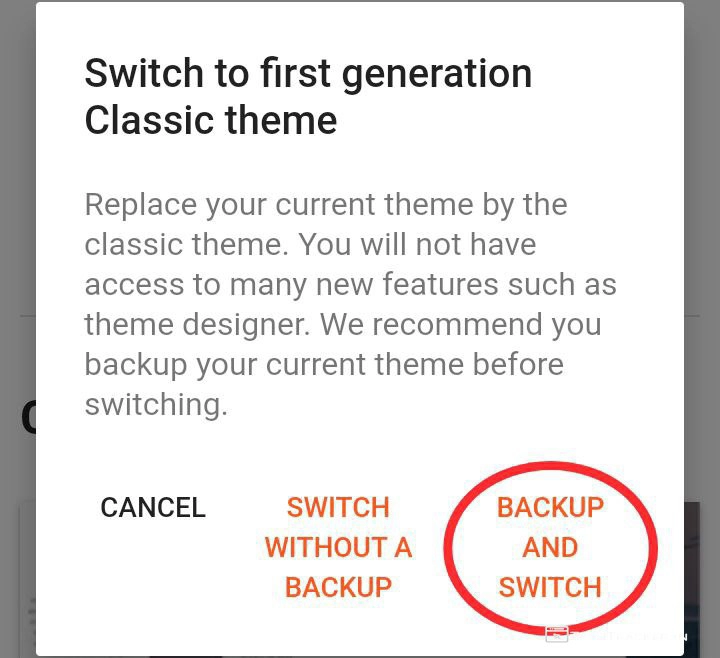 Switch to first generation
Classic theme
Replace your current theme by the
classic theme. You will not have
access to many new features such as
theme designer. We recommend you
backup your current theme before
switching.
CANCEL
SWITCH
WITHOUT A
BACKUP
BACKUP
AND
SWITCH